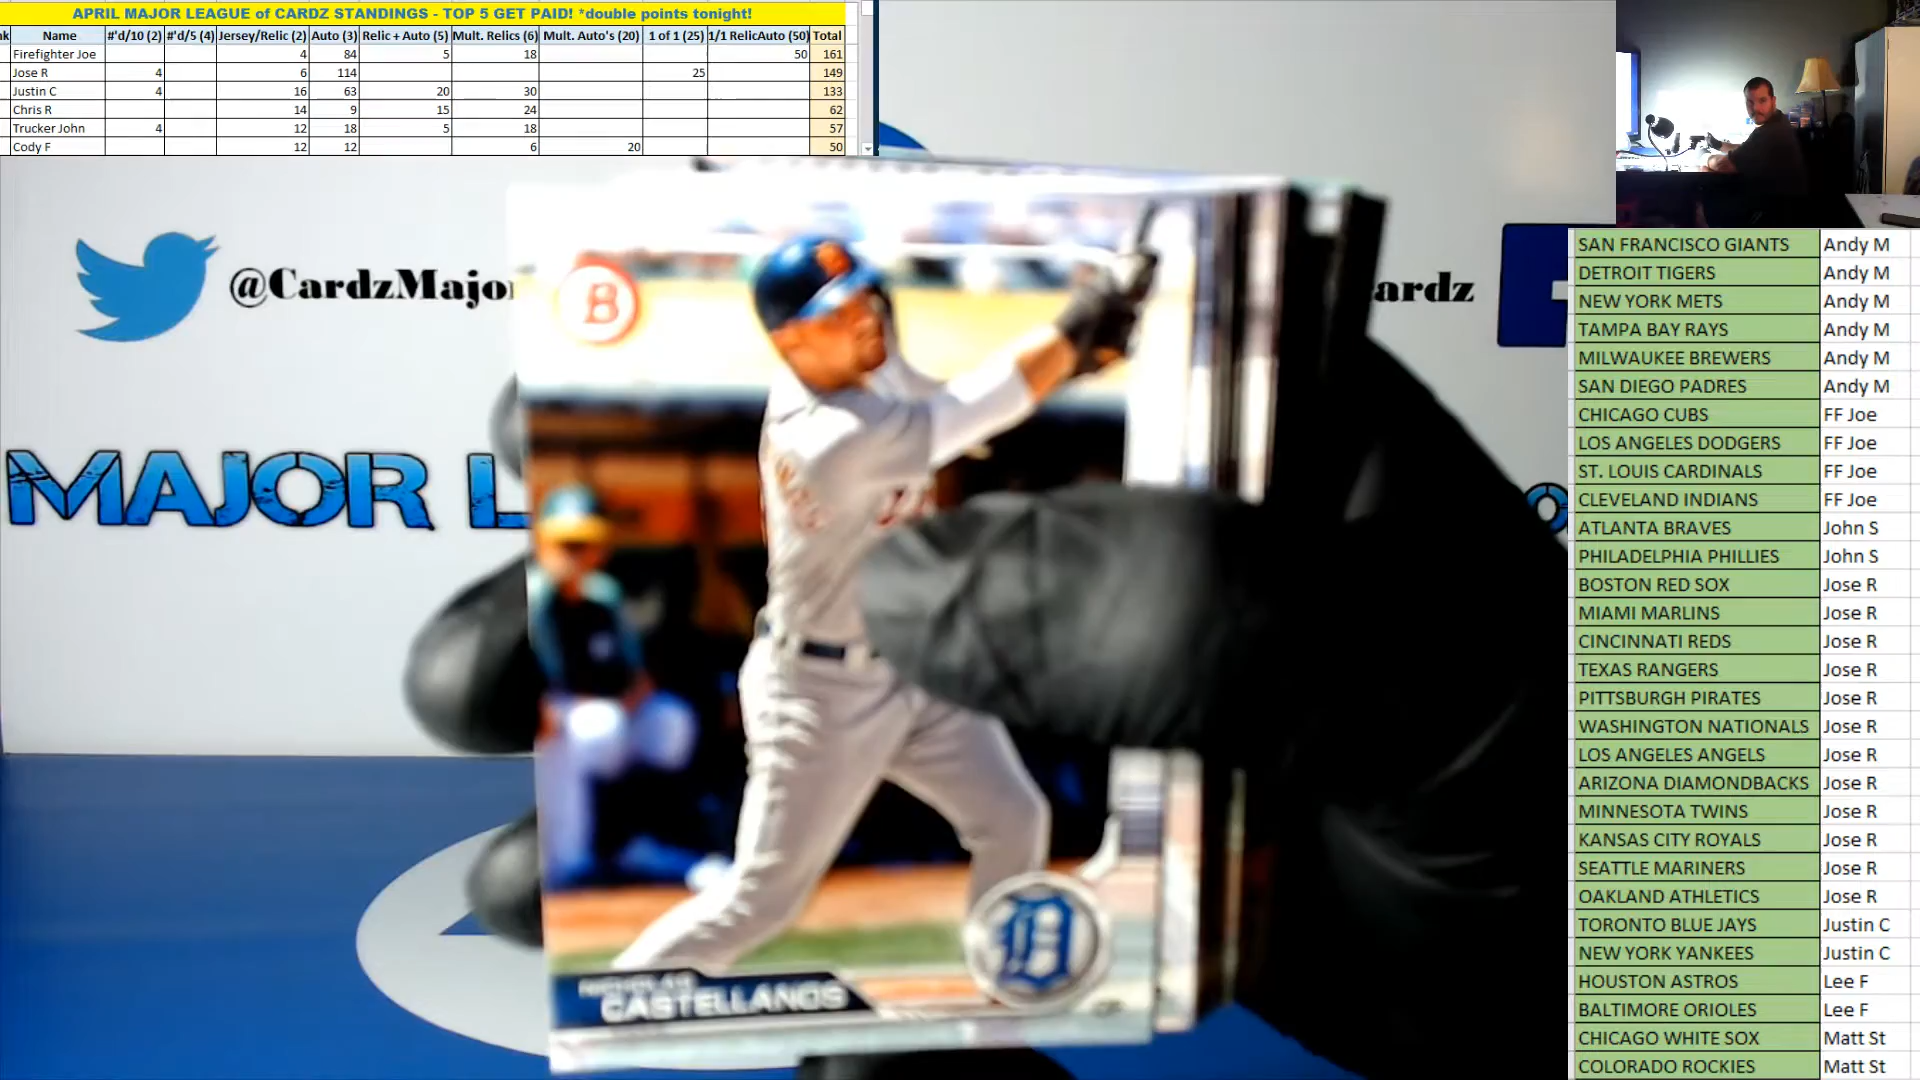 APRIL MAJOR LEAGUE of CARDZ STANDINGS - TOP 5 GET PAID! *double points tonight!
Name #'d/10 (2) #'d/5 (4) Jersey/Relic (2) Auto (3) Relic + Auto (5) Mult. Relics (6) Mult. Auto's (20) 1 of 1 (25) 1/1 RelicAuto (50) Total
Firefighter Joe 4 84 5 18 50 161
Jose R 4 6 114 25 149
Justin C 4 16 63 20 30 133
Chris R 14 9 15 24 62
Trucker John 4 12 18 5 18 57
Cody F 12 12 6 20 50
@CardzMajo
ardz
MAJOR L
B
D
NICHOLAS
CASTELLANOS
SAN FRANCISCO GIANTS Andy M
DETROIT TIGERS Andy M
NEW YORK METS Andy M
TAMPA BAY RAYS Andy M
MILWAUKEE BREWERS Andy M
SAN DIEGO PADRES Andy M
CHICAGO CUBS FF Joe
LOS ANGELES DODGERS FF Joe
ST. LOUIS CARDINALS FF Joe
CLEVELAND INDIANS FF Joe
ATLANTA BRAVES John S
PHILADELPHIA PHILLIES John S
BOSTON RED SOX Jose R
MIAMI MARLINS Jose R
CINCINNATI REDS Jose R
TEXAS RANGERS Jose R
PITTSBURGH PIRATES Jose R
WASHINGTON NATIONALS Jose R
LOS ANGELES ANGELS Jose R
ARIZONA DIAMONDBACKS Jose R
MINNESOTA TWINS Jose R
KANSAS CITY ROYALS Jose R
SEATTLE MARINERS Jose R
OAKLAND ATHLETICS Jose R
TORONTO BLUE JAYS Justin C
NEW YORK YANKEES Justin C
HOUSTON ASTROS Lee F
BALTIMORE ORIOLES Lee F
CHICAGO WHITE SOX Matt St
COLORADO ROCKIES Matt St